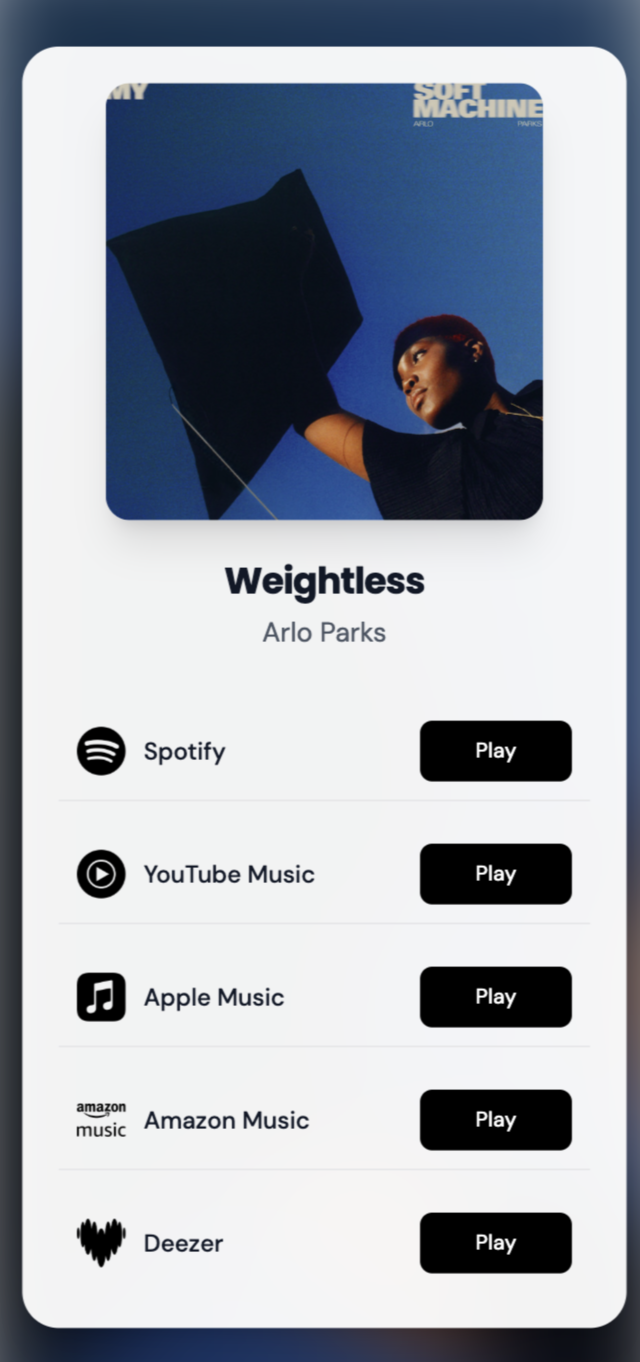 MY
SOFT
MACHINE
ARLO PARKS
Weightless
Arlo Parks
Spotify Play
YouTube Music Play
Apple Music Play
amazon
music
Amazon Music Play
Deezer Play